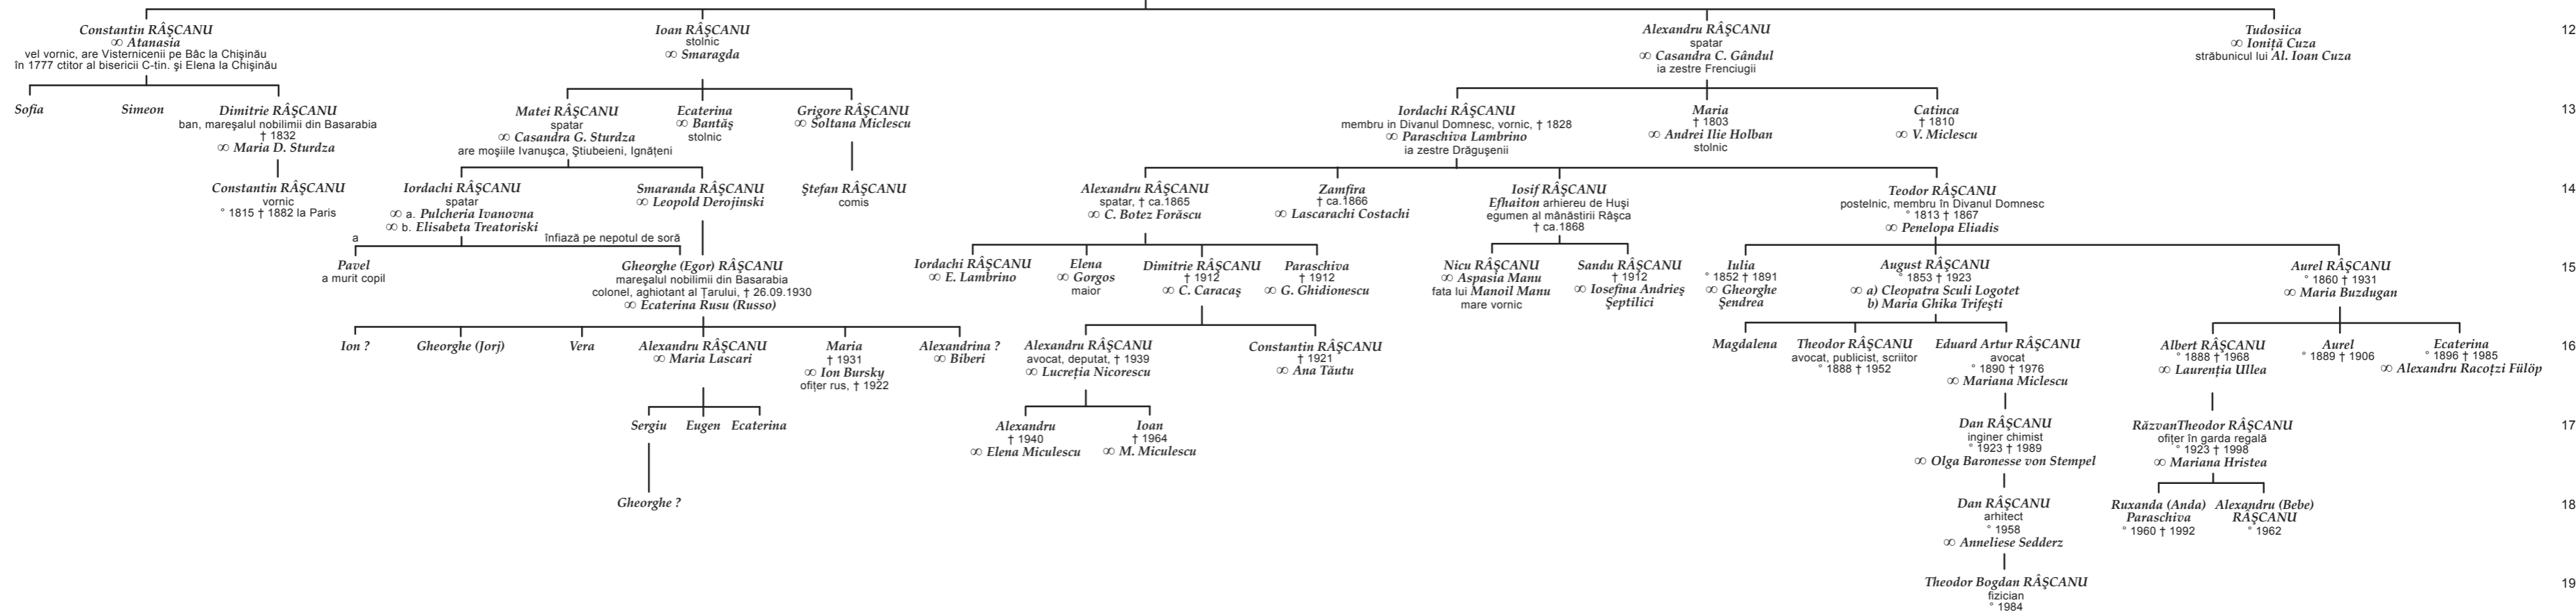 Constantin RÂŞCANU
∞ Atanasia
vel vornic, are Visternicenii pe Bâc la Chişinău
în 1777 ctitor al bisericii C-tin. şi Elena la Chişinău
Ioan RÂŞCANU
stolnic
∞ Smaragda
Alexandru RÂŞCANU
spatar
∞ Casandra C. Gândul
ia zestre Frenciugii
Tudosiica
∞ Ioniţă Cuza
străbunicul lui Al. Ioan Cuza
12
Sofia
Simeon
Dimitrie RÂŞCANU
ban, mareşalul nobilimii din Basarabia
† 1832
∞ Maria D. Sturdza
Matei RÂŞCANU
spatar
∞ Casandra G. Sturdza
are moşiile Ivanuşca, Ştiubeieni, Ignăţeni
Ecaterina
∞ Bantăş
stolnic
Grigore RÂŞCANU
∞ Soltana Miclescu
Iordachi RÂŞCANU
membru in Divanul Domnesc, vornic, † 1828
∞ Paraschiva Lambrino
ia zestre Drăguşenii
Maria
† 1803
∞ Andrei Ilie Holban
stolnic
Catinca
† 1810
∞ V. Miclescu
13
Constantin RÂŞCANU
vornic
° 1815 † 1882 la Paris
Iordachi RÂŞCANU
spatar
∞ a. Pulcheria Ivanovna
∞ b. Elisabeta Treatoriski
Smaranda RÂŞCANU
∞ Leopold Derojinski
Ştefan RÂŞCANU
comis
Alexandru RÂŞCANU
spatar, † ca.1865
∞ C. Botez Forăscu
Zamfira
† ca.1866
∞ Lascarachi Costachi
Iosif RÂŞCANU
Efhaiton arhiereu de Huşi
egumen al mânăstirii Râşca
† ca.1868
Teodor RÂŞCANU
postelnic, membru în Divanul Domnesc
° 1813 † 1867
∞ Penelopa Eliadis
14
a
înfiază pe nepotul de soră
Pavel
a murit copil
Gheorghe (Egor) RÂŞCANU
mareşalul nobilimii din Basarabia
colonel, aghiotant al Ţarului, † 26.09.1930
∞ Ecaterina Rusu (Russo)
Iordachi RÂŞCANU
∞ E. Lambrino
Elena
∞ Gorgos
maior
Dimitrie RÂŞCANU
† 1912
∞ C. Caracaş
Paraschiva
† 1912
∞ G. Ghidionescu
Nicu RÂŞCANU
∞ Aspasia Manu
fata lui Manoil Manu
mare vornic
Sandu RÂŞCANU
† 1912
∞ Iosefina Andrieş
Şeptilici
Iulia
° 1852 † 1891
∞ Gheorghe
Şendrea
August RÂŞCANU
° 1853 † 1923
∞ a) Cleopatra Sculi Logotet
b) Maria Ghika Trifeşti
Aurel RÂŞCANU
° 1860 † 1931
∞ Maria Buzdugan
15
Ion ?
Gheorghe (Jorj)
Vera
Alexandru RÂŞCANU
∞ Maria Lascari
Maria
† 1931
∞ Ion Bursky
ofiţer rus, † 1922
Alexandrina ?
∞ Biberi
Alexandru RÂŞCANU
avocat, deputat, † 1939
∞ Lucreţia Nicorescu
Constantin RÂŞCANU
† 1921
∞ Ana Tăutu
Magdalena
Theodor RÂŞCANU
avocat, publicist, scriitor
° 1888 † 1952
Eduard Artur RÂŞCANU
avocat
° 1890 † 1976
∞ Mariana Miclescu
Albert RÂŞCANU
° 1888 † 1968
∞ Laurenţia Ullea
Aurel
° 1889 † 1906
Ecaterina
° 1896 † 1985
∞ Alexandru Racoţzi Fülöp
16
Sergiu
Eugen
Ecaterina
Alexandru
† 1940
∞ Elena Miculescu
Ioan
† 1964
∞ M. Miculescu
Dan RÂŞCANU
inginer chimist
° 1923 † 1989
∞ Olga Baronesse von Stempel
RăzvanTheodor RÂŞCANU
ofiţer în garda regală
° 1923 † 1998
∞ Mariana Hristea
17
Gheorghe ?
Dan RÂŞCANU
arhitect
° 1958
∞ Anneliese Sedderz
Ruxanda (Anda)
Paraschiva
° 1960 † 1992
Alexandru (Bebe)
RÂŞCANU
° 1962
18
Theodor Bogdan RÂŞCANU
fizician
° 1984
19